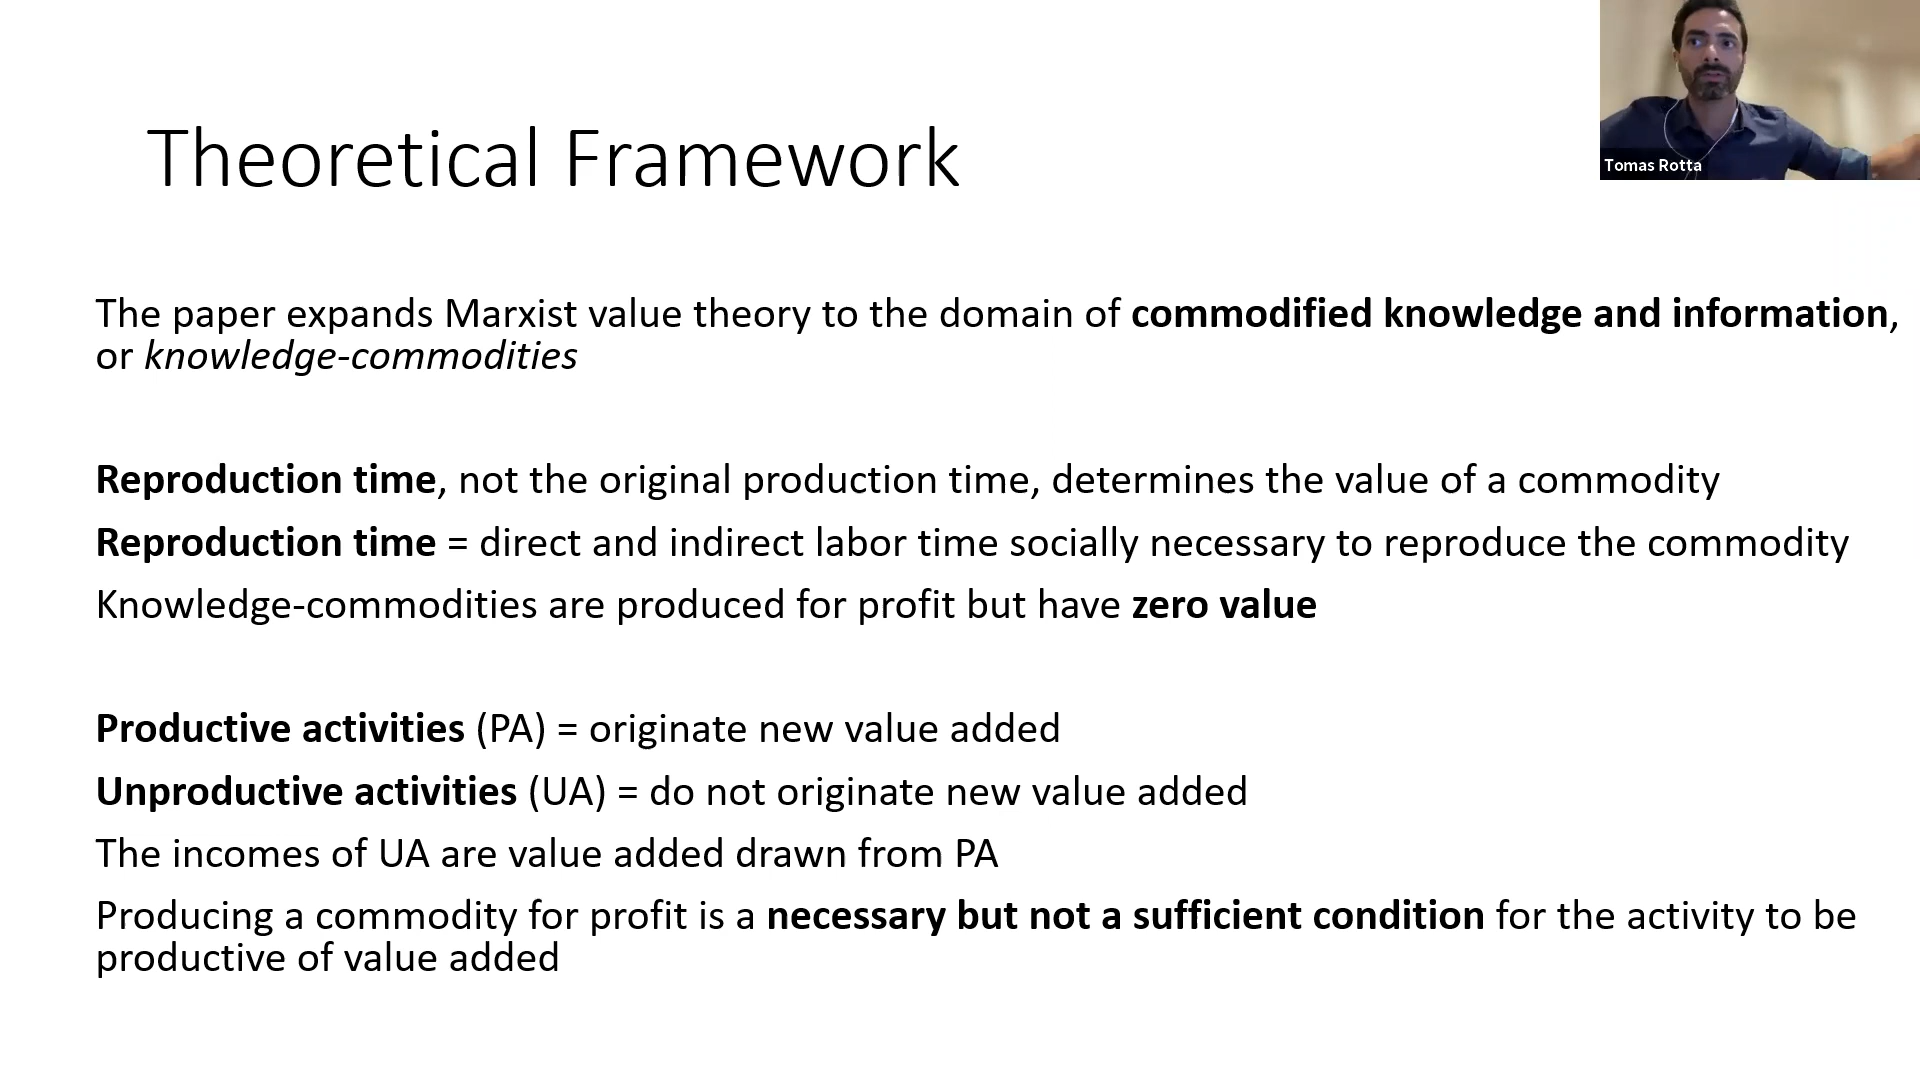 Tomas Rotta
Theoretical Framework
The paper expands Marxist value theory to the domain of commodified knowledge and information,
or knowledge-commodities
Reproduction time, not the original production time, determines the value of a commodity
Reproduction time = direct and indirect labor time socially necessary to reproduce the commodity
Knowledge-commodities are produced for profit but have zero value
Productive activities (PA) = originate new value added
Unproductive activities (UA) = do not originate new value added
The incomes of UA are value added drawn from PA
Producing a commodity for profit is a necessary but not a sufficient condition for the activity to be
productive of value added